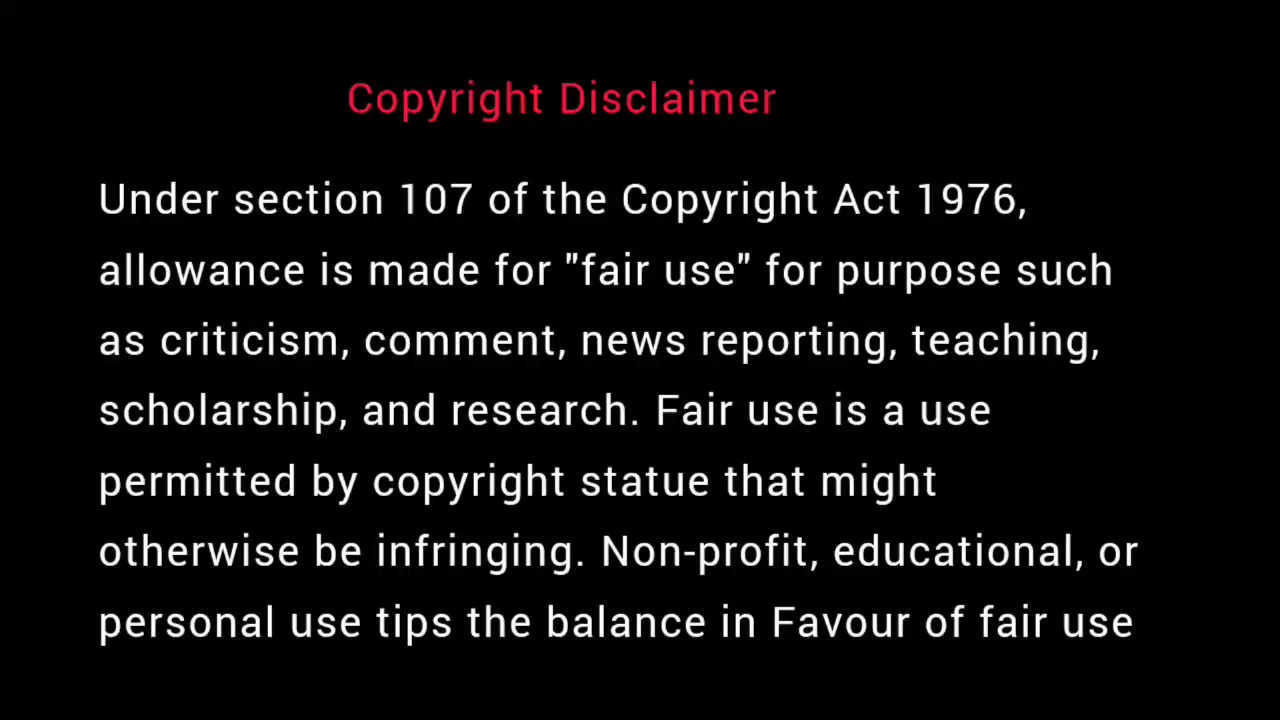 Copyright Disclaimer
Under section 107 of the Copyright Act 1976,
allowance is made for "fair use" for purpose such
as criticism, comment, news reporting, teaching,
scholarship, and research. Fair use is a use
permitted by copyright statue that might
otherwise be infringing. Non-profit, educational, or
personal use tips the balance in Favour of fair use